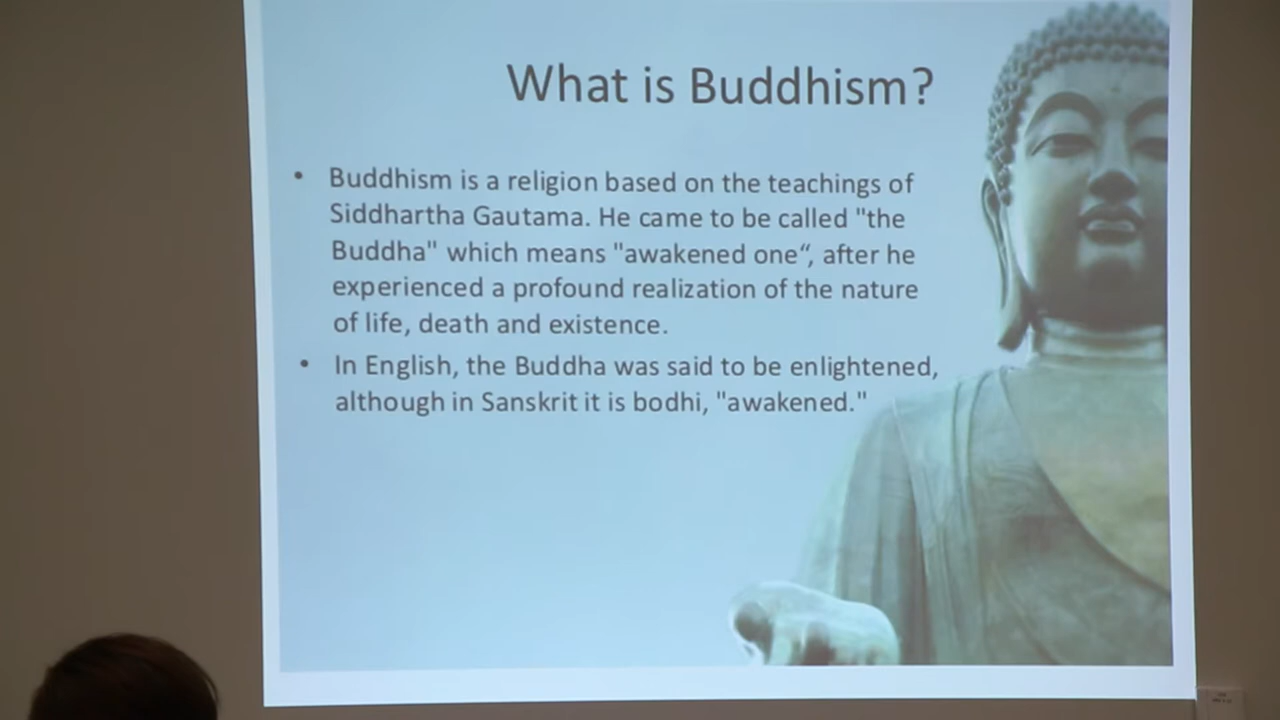 What is Buddhism?
• Buddhism is a religion based on the teachings of
Siddhartha Gautama. He came to be called "the
Buddha" which means "awakened one“, after he
experienced a profound realization of the nature
of life, death and existence.
• In English, the Buddha was said to be enlightened,
although in Sanskrit it is bodhi, "awakened."